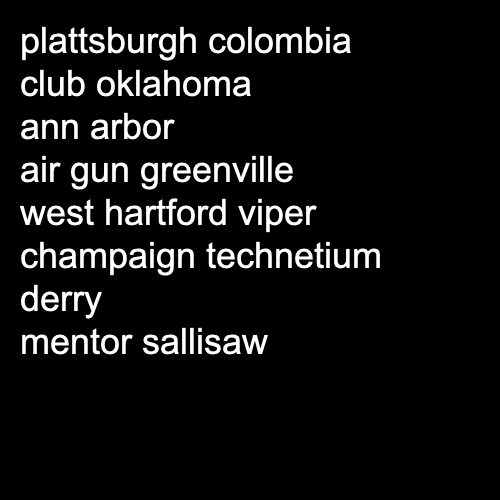 plattsburgh colombia
club oklahoma
ann arbor
air gun greenville
west hartford viper
champaign technetium
derry
mentor sallisaw